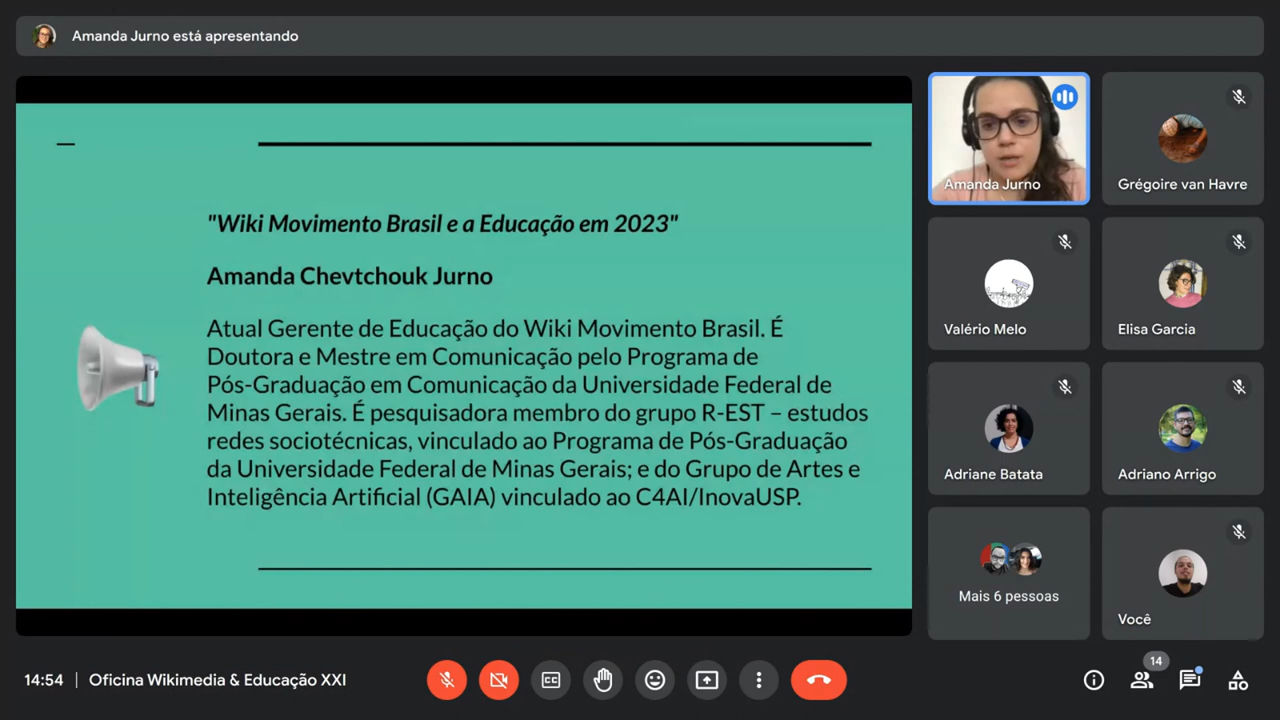 Amanda Jurno está apresentando
"Wiki Movimento Brasil e a Educação em 2023"
Amanda Chevtchouk Jurno
Atual Gerente de Educação do Wiki Movimento Brasil. É
Doutora e Mestre em Comunicação pelo Programa de
Pós-Graduação em Comunicação da Universidade Federal de
Minas Gerais. É pesquisadora membro do grupo R-EST – estudos
redes sociotécnicas, vinculado ao Programa de Pós-Graduação
da Universidade Federal de Minas Gerais; e do Grupo de Artes e
Inteligência Artificial (GAIA) vinculado ao C4AI/InovaUSP.
Amanda Jurno
Grégoire van Havre
Valério Melo
Elisa Garcia
Adriane Batata
Adriano Arrigo
Mais 6 pessoas
Você
14:54 | Oficina Wikimedia & Educação XXI
CC
14